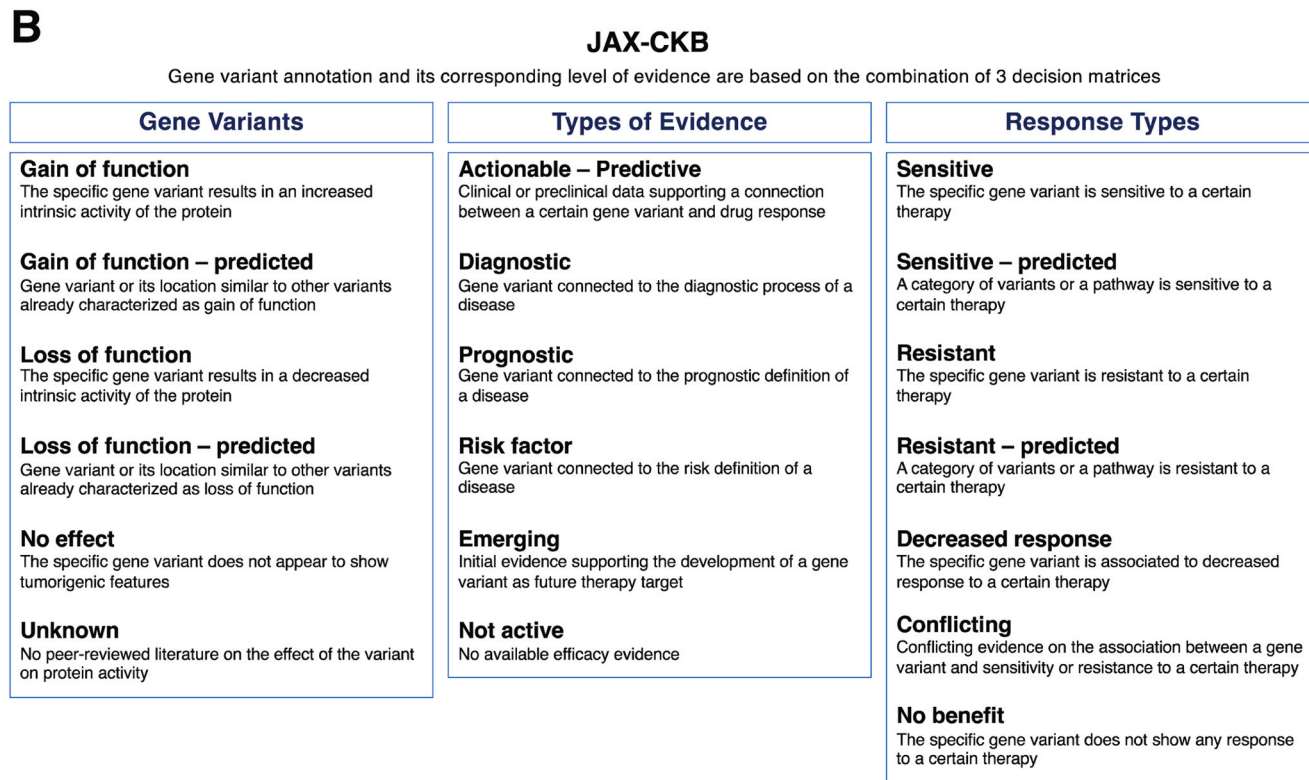 B
JAX-CKB
Gene variant annotation and its corresponding level of evidence are based on the combination of 3 decision matrices
Gene Variants
Gain of function
The specific gene variant results in an increased
intrinsic activity of the protein
Gain of function – predicted
Gene variant or its location similar to other variants
already characterized as gain of function
Loss of function
The specific gene variant results in a decreased
intrinsic activity of the protein
Loss of function – predicted
Gene variant or its location similar to other variants
already characterized as loss of function
No effect
The specific gene variant does not appear to show
tumorigenic features
Unknown
No peer-reviewed literature on the effect of the variant
on protein activity
Types of Evidence
Actionable – Predictive
Clinical or preclinical data supporting a connection
between a certain gene variant and drug response
Diagnostic
Gene variant connected to the diagnostic process of a
disease
Prognostic
Gene variant connected to the prognostic definition of
a disease
Risk factor
Gene variant connected to the risk definition of a
disease
Emerging
Initial evidence supporting the development of a gene
variant as future therapy target
Not active
No available efficacy evidence
Response Types
Sensitive
The specific gene variant is sensitive to a certain
therapy
Sensitive – predicted
A category of variants or a pathway is sensitive to a
certain therapy
Resistant
The specific gene variant is resistant to a certain
therapy
Resistant – predicted
A category of variants or a pathway is resistant to a
certain therapy
Decreased response
The specific gene variant is associated to decreased
response to a certain therapy
Conflicting
Conflicting evidence on the association between a gene
variant and sensitivity or resistance to a certain therapy
No benefit
The specific gene variant does not show any response
to a certain therapy